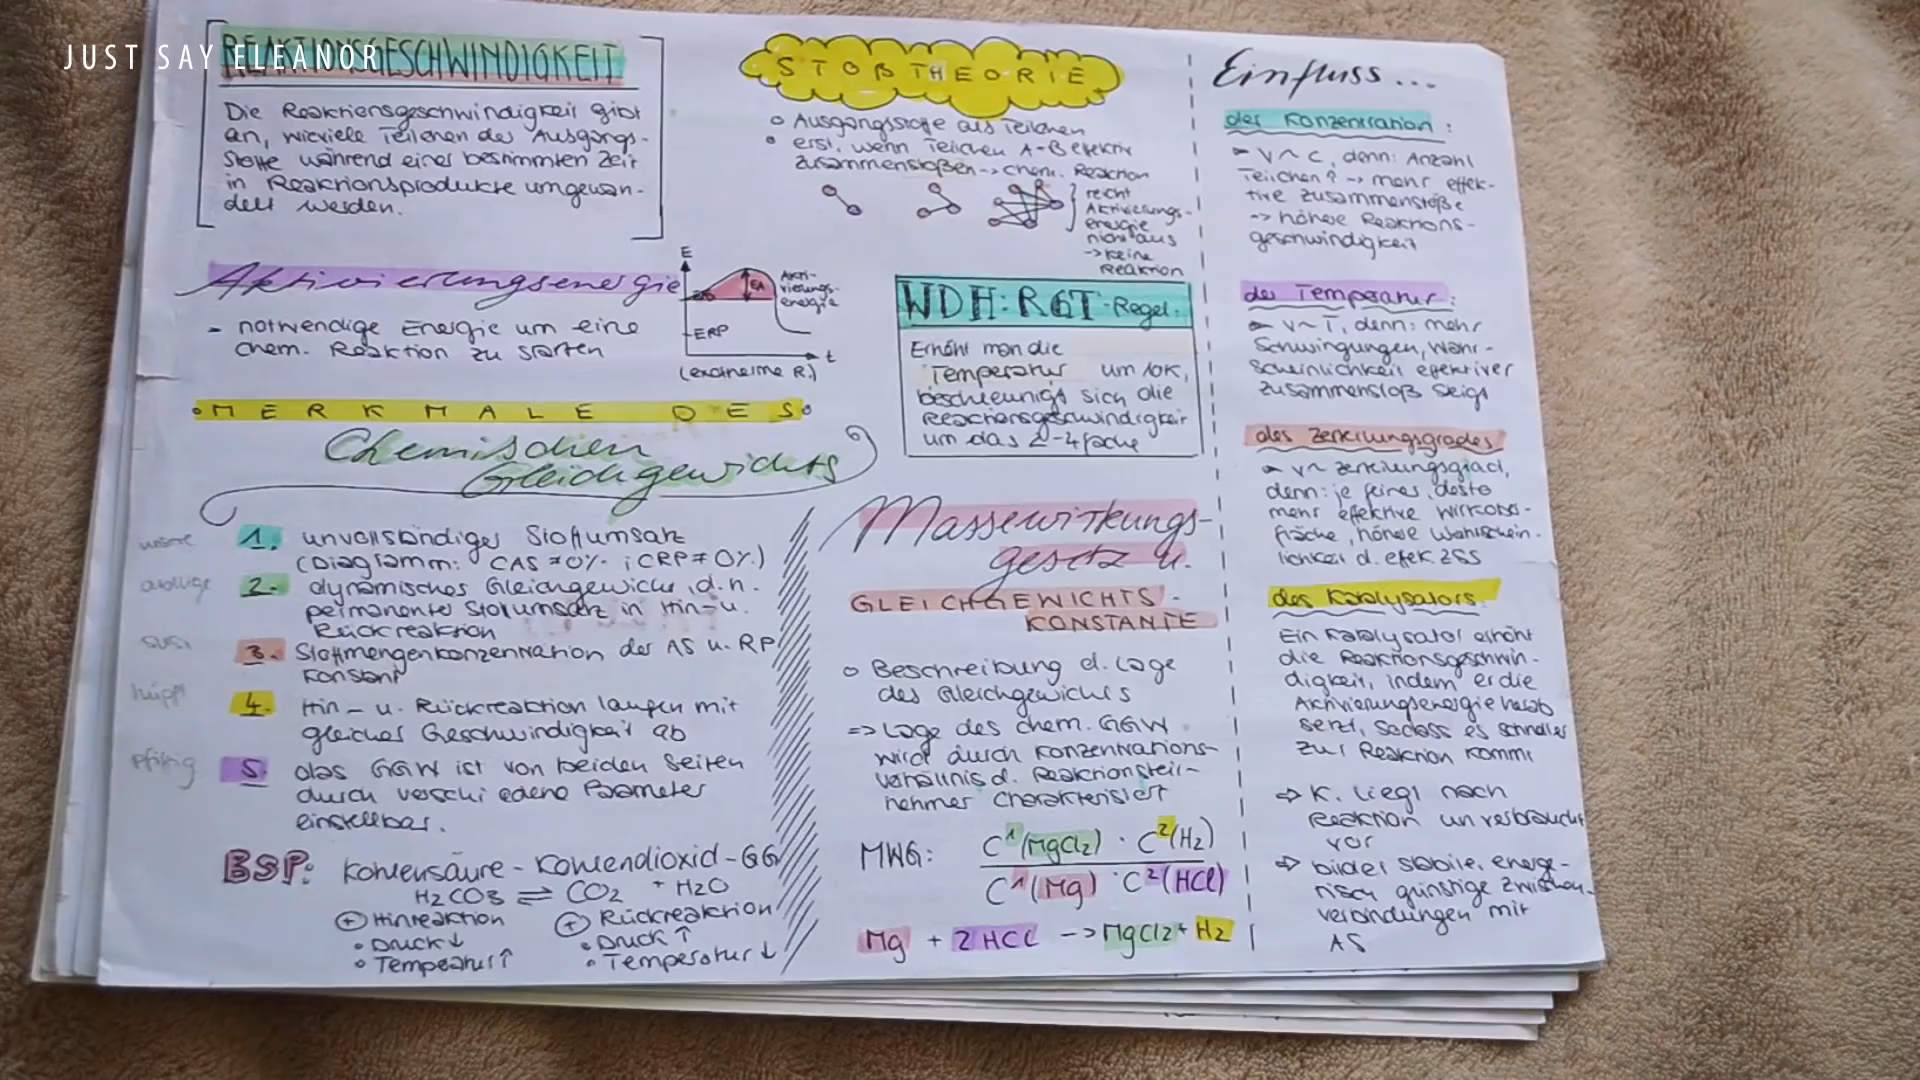 JUST SAY ELEANOR
REAKTIONSGESCHWINDIGKEIT
Die Reaktionsgeschwindigkeit gibt
an, wieviele Teilchen der Ausgangs-
stoffe während einer bestimmten Zeit
in Reaktionsprodukte umgewan-
delt werden.
Aktivierungsenergie
- notwendige Energie um eine
chem. Reaktion zu starten
E
EA
Akti-
vierungs-
energie
ERP
t
(exotherme R.)
MERKMALE DES
Chemischen
Gleichgewichts
unsere
1. unvollständiger Stoffumsatz
(Diagramm: CAS ≠ 0% ; CRP ≠ 0%)
drollige
2. dynamisches Gleichgewicht, d.h.
permanenter Stoffumsatz in Hin- u.
Rückreaktion
Susi
3. Stoffmengenkonzentration der AS u. RP
konstant
hüpft
4. Hin- u. Rückreaktion laufen mit
gleicher Geschwindigkeit ab
pfiffig
5. das GGW ist von beiden Seiten
durch verschiedene Parameter
einstellbar.
BSP: Kohlensäure-Kohlendioxid-GG
H2CO3 ⇌ CO2 + H2O
+ Hinreaktion
• Druck ↓
• Temperatur ↑
+ Rückreaktion
• Druck ↑
• Temperatur ↓
STOßTHEORIE
o Ausgangsstoffe aus Teilchen
o erst, wenn Teilchen A-B effektiv
zusammenstoßen -> chem. Reaktion
reicht
Aktivierungs-
energie
nicht aus
-> keine
Reaktion
WDH: RGT-Regel:
Erhöht man die
Temperatur um 10K,
beschleunigt sich die
Reaktionsgeschwindigkeit
um das 2-4fache
Massewirkungs-
gesetz u.
GLEICHGEWICHTS-
KONSTANTE
o Beschreibung d. Lage
des Gleichgewichts
=> Lage des chem. GGW
wird durch Konzentrations-
verhältnis d. Reaktionsteil-
nehmer charakterisiert
MWG: C¹(MgCl2) · C²(H2)
C¹(Mg) · C²(HCl)
Mg + 2HCl -> MgCl2 + H2
Einfluss...
der Konzentration:
v ~ c, denn: Anzahl
Teilchen ↑ -> mehr effek-
tive Zusammenstöße
-> höhere Reaktions-
geschwindigkeit
der Temperatur:
v ~ T, denn: mehr
Schwingungen, Wahr-
scheinlichkeit effektiver
Zusammenstoß steigt
des Zerteilungsgrades
v ~ Zerteilungsgrad,
denn: je feiner, desto
mehr effektive Wirkober-
fläche, höhere Wahrschein-
lichkeit d. effek. ZSS
des Katalysators
Ein Katalysator erhöht
die Reaktionsgeschwin-
digkeit, indem er die
Aktivierungsenergie herab
setzt, sodass es schneller
zur Reaktion kommt
⇨ K. liegt nach
Reaktion unverbraucht
vor
⇨ bildet stabile, energe-
tisch günstige Zwischen-
verbindungen mit
AS